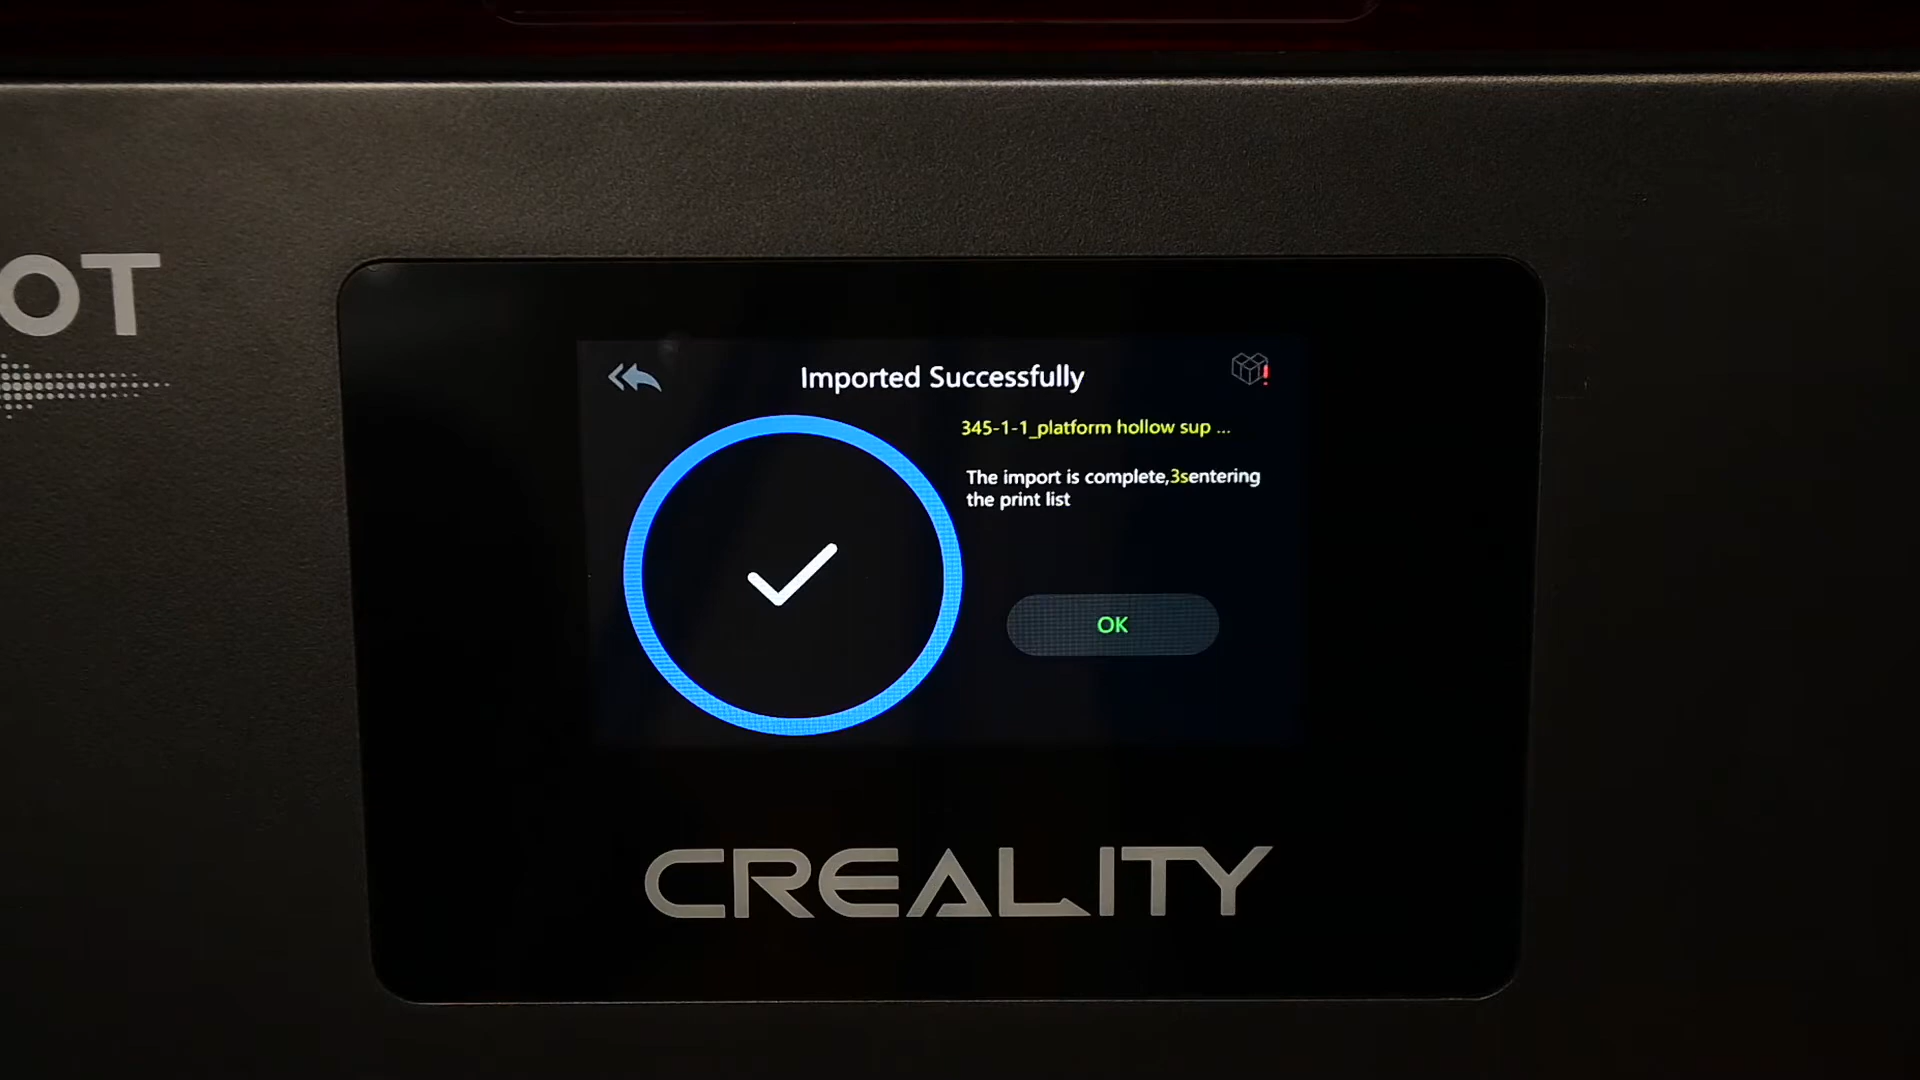 OT
Imported Successfully
345-1-1_platform hollow sup ...
The import is complete,3sentering
the print list
OK
CREALITY